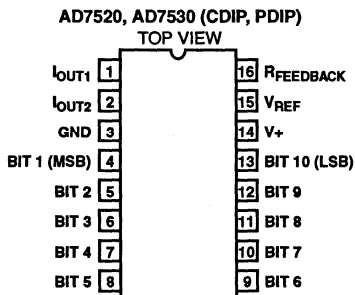 AD7520, AD7530 (CDIP, PDIP)
TOP VIEW
IOUT1 1 16 RFEEDBACK
IOUT2 2 15 VREF
GND 3 14 V+
BIT 1 (MSB) 4 13 BIT 10 (LSB)
BIT 2 5 12 BIT 9
BIT 3 6 11 BIT 8
BIT 4 7 10 BIT 7
BIT 5 8 9 BIT 6